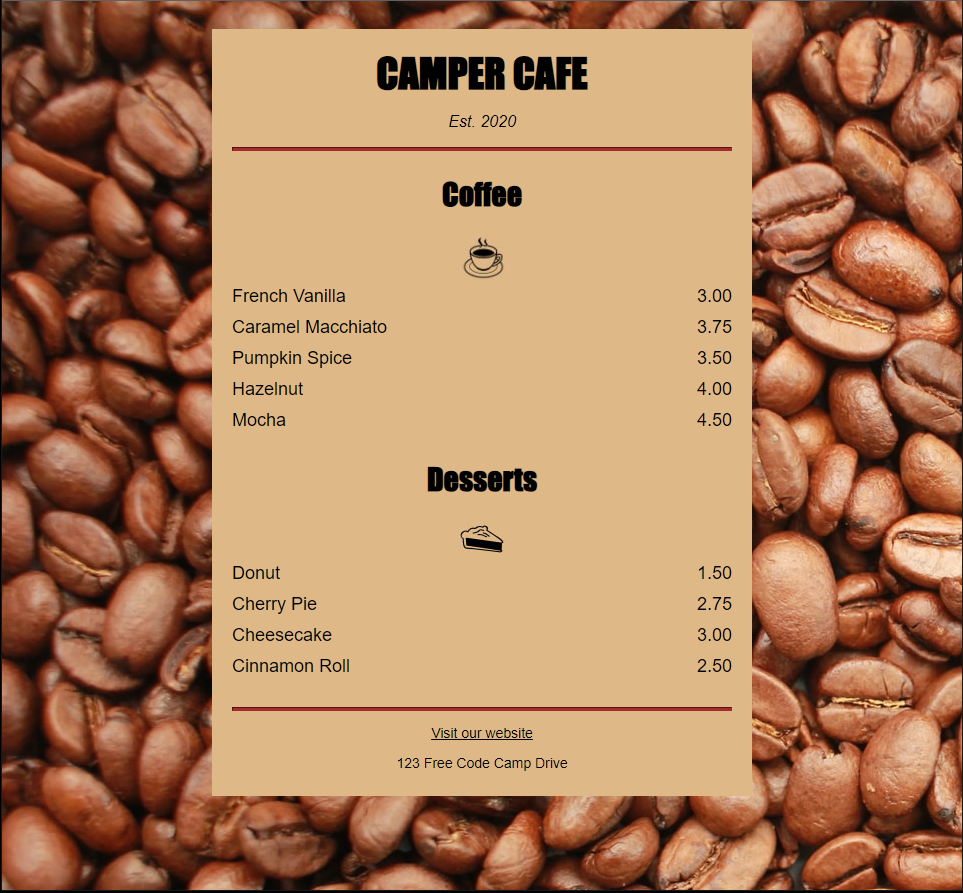 CAMPER CAFE
Est. 2020
Coffee
French Vanilla 3.00
Caramel Macchiato 3.75
Pumpkin Spice 3.50
Hazelnut 4.00
Mocha 4.50
Desserts
Donut 1.50
Cherry Pie 2.75
Cheesecake 3.00
Cinnamon Roll 2.50
Visit our website
123 Free Code Camp Drive